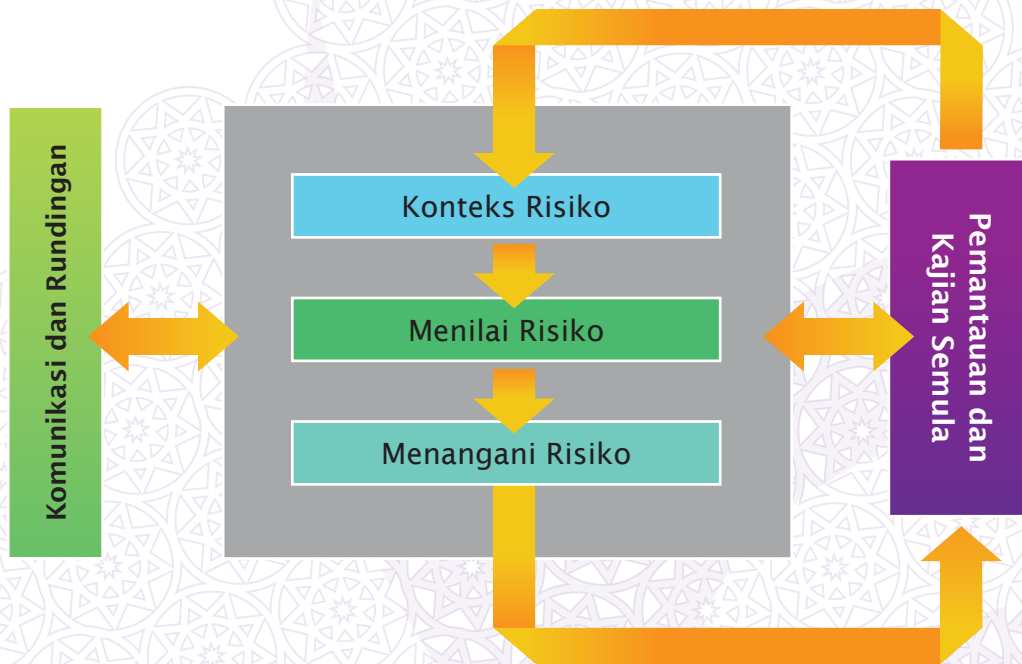 Komunikasi dan Rundingan
Konteks Risiko
Menilai Risiko
Menangani Risiko
Pemantauan dan
Kajian Semula